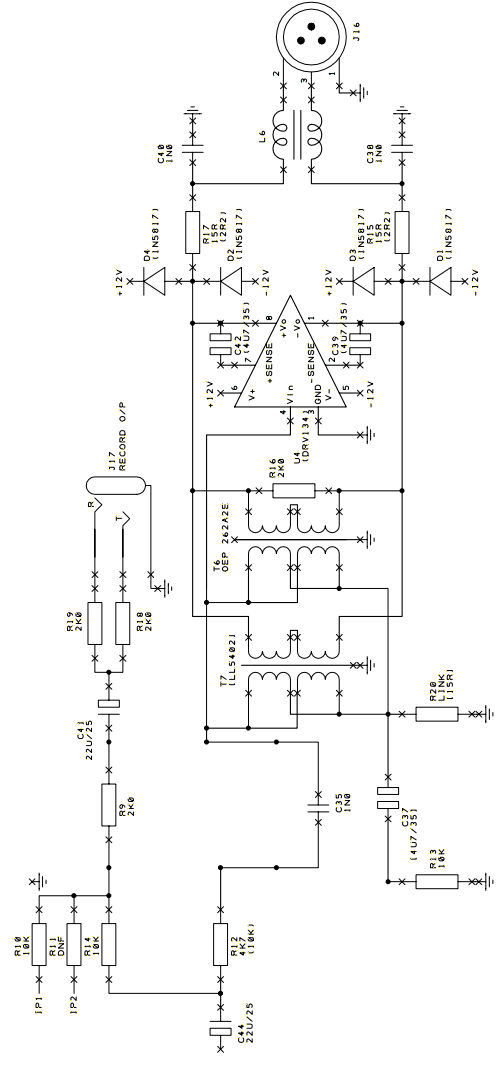 J16
2
3
1
L6
C40
1N0
C38
1N0
R17
15R
(2R2)
R15
15R
(2R2)
D4
(1N5817)
D2
(1N5817)
D3
(1N5817)
D1
(1N5817)
+12V
-12V
+12V
-12V
C42
(4U7/35)
C39
(4U7/35)
8
+Vo
1
-Vo
7
+SENSE
2
-SENSE
+12V
6
V+
5
V-
-12V
4
VIn
3
GND
U4
(DRV134)
J17
RECORD O/P
R
T
R16
2K0
T6
OEP 262A2E
R19
2K0
R18
2K0
T7
(LL5402)
R20
LINK
(15R)
C41
22U/25
R9
2K0
C35
1N0
C37
(4U7/35)
R13
10K
R10
10K
R11
DNF
R14
10K
R12
4K7
(10K)
IP1
IP2
C44
22U/25